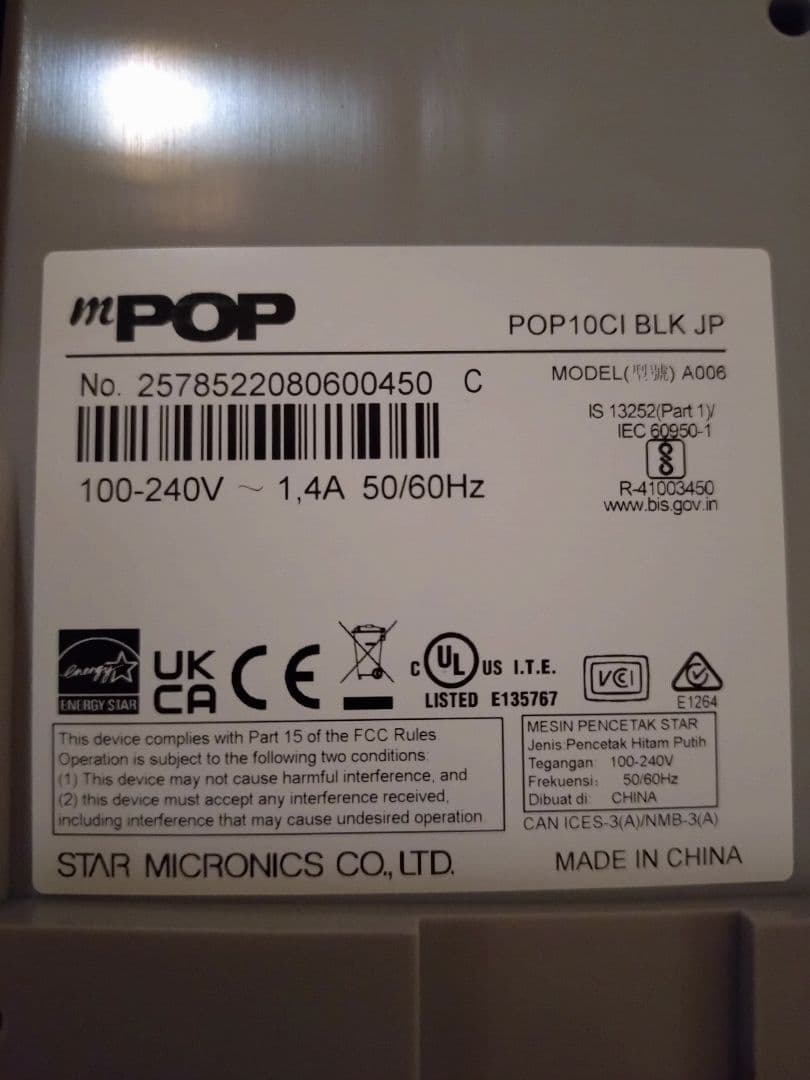 mPOP
POP10CI BLK JP
No. 2578522080600450 C
MODEL(型號) A006
IS 13252(Part 1)/
IEC 60950-1
R-41003450
www.bis.gov.in
100-240V ~ 1,4A 50/60Hz
energy
ENERGY STAR
UK
CA
CE
c UL US I.T.E.
LISTED E135767
VCI
E1264
This device complies with Part 15 of the FCC Rules
Operation is subject to the following two conditions:
(1) This device may not cause harmful interference, and
(2) this device must accept any interference received,
including interference that may cause undesired operation
MESIN PENCETAK STAR
Jenis Pencetak Hitam Putih
Tegangan: 100-240V
Frekuensi: 50/60Hz
Dibuat di: CHINA
CAN ICES-3(A)/NMB-3(A)
STAR MICRONICS CO., LTD.
MADE IN CHINA